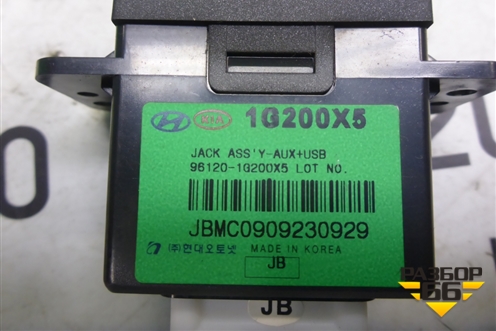 KIA 1G200X5
JACK ASS'Y-AUX+USB
96120-1G200X5 LOT NO.
JBMC0909230929
(주)현대오토넷 MADE IN KOREA
JB
JB
РАЗБОР
66